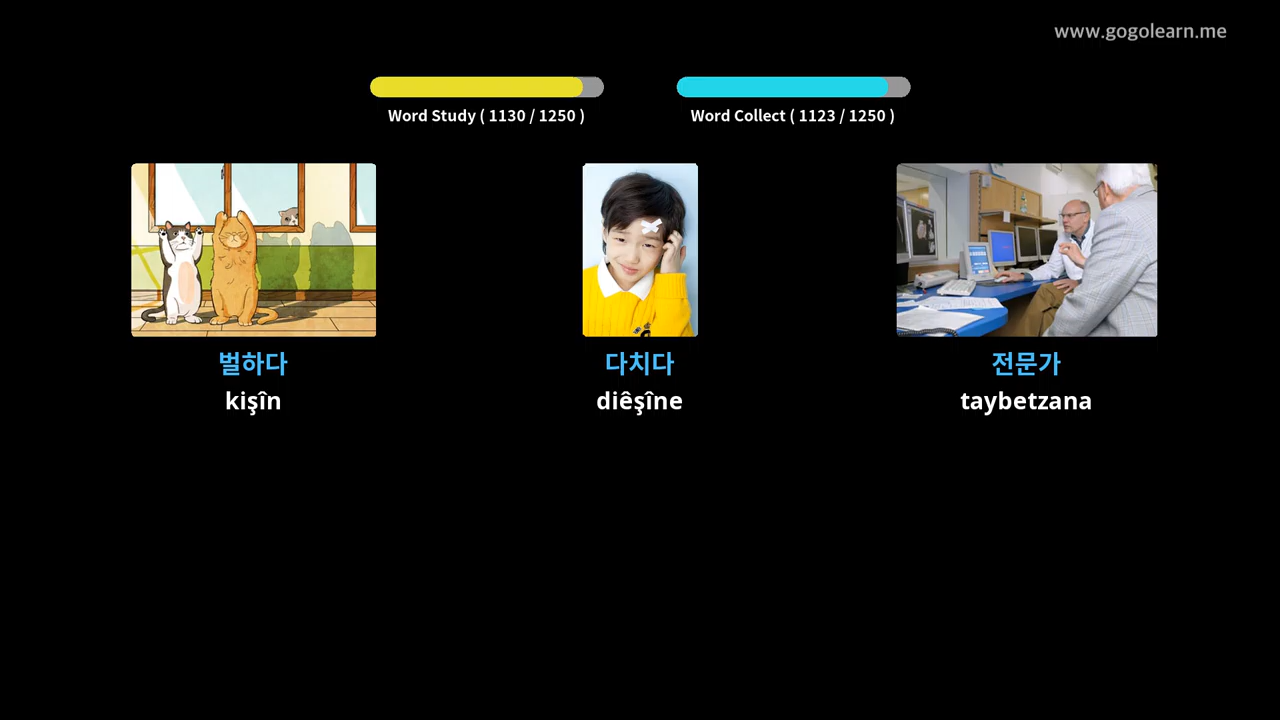 www.gogolearn.me
Word Study ( 1130 / 1250 )
Word Collect ( 1123 / 1250 )
벌하다
다치다
전문가
kişîn
diêşîne
taybetzana